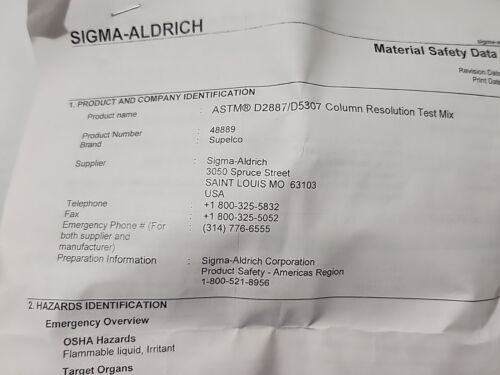 SIGMA-ALDRICH
Material Safety Data
Revision Date
Print Date
1. PRODUCT AND COMPANY IDENTIFICATION
Product name : ASTM® D2887/D5307 Column Resolution Test Mix
Product Number : 48889
Brand : Supelco
Supplier : Sigma-Aldrich
3050 Spruce Street
SAINT LOUIS MO 63103
USA
Telephone : +1 800-325-5832
Fax : +1 800-325-5052
Emergency Phone # (For : (314) 776-6555
both supplier and
manufacturer)
Preparation Information : Sigma-Aldrich Corporation
Product Safety - Americas Region
1-800-521-8956
2. HAZARDS IDENTIFICATION
Emergency Overview
OSHA Hazards
Flammable liquid, Irritant
Target Organs